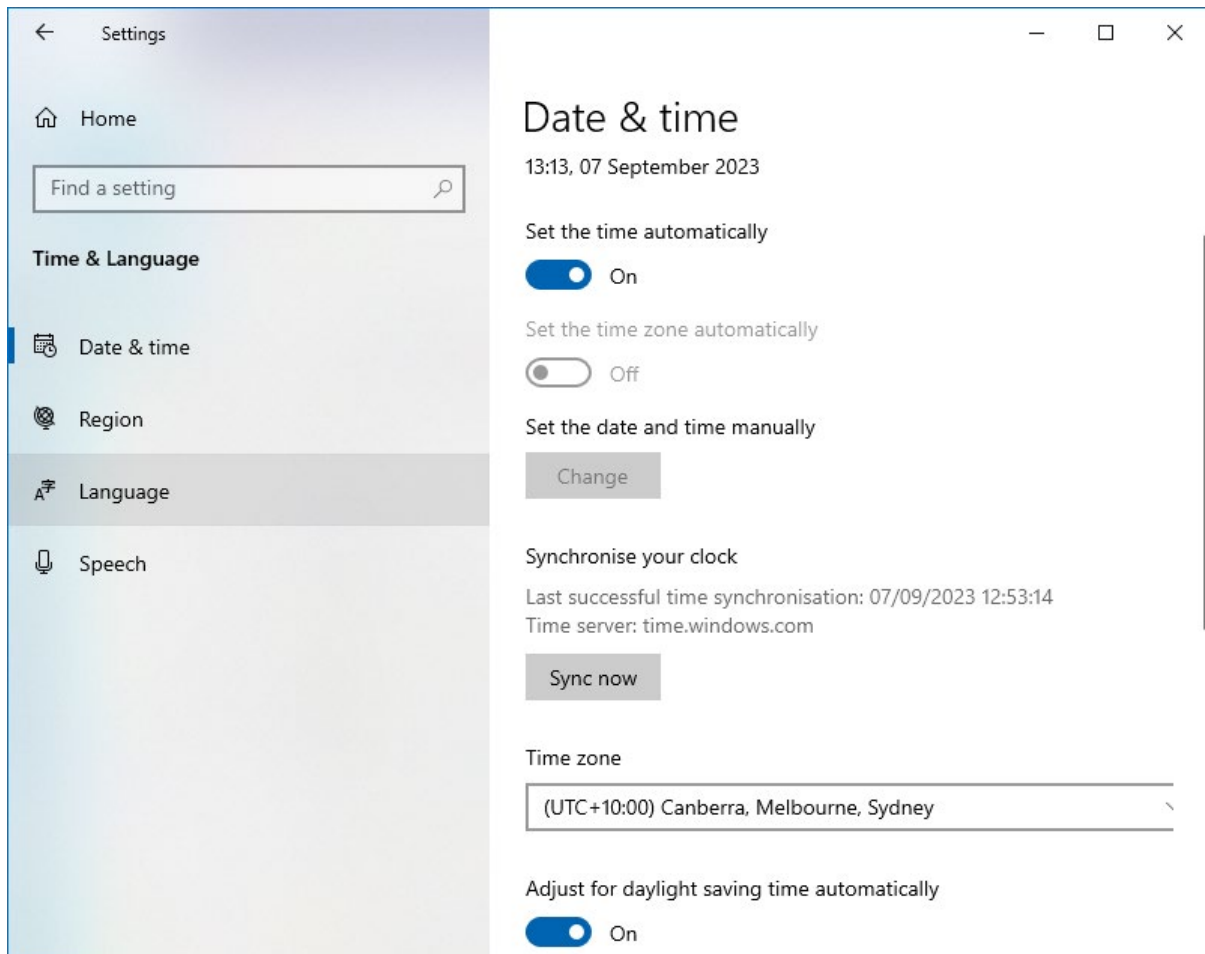 Settings
Home
Find a setting
Time & Language
Date & time
Region
Language
Speech
Date & time
13:13, 07 September 2023
Set the time automatically
On
Set the time zone automatically
Off
Set the date and time manually
Change
Synchronise your clock
Last successful time synchronisation: 07/09/2023 12:53:14
Time server: time.windows.com
Sync now
Time zone
(UTC+10:00) Canberra, Melbourne, Sydney
Adjust for daylight saving time automatically
On